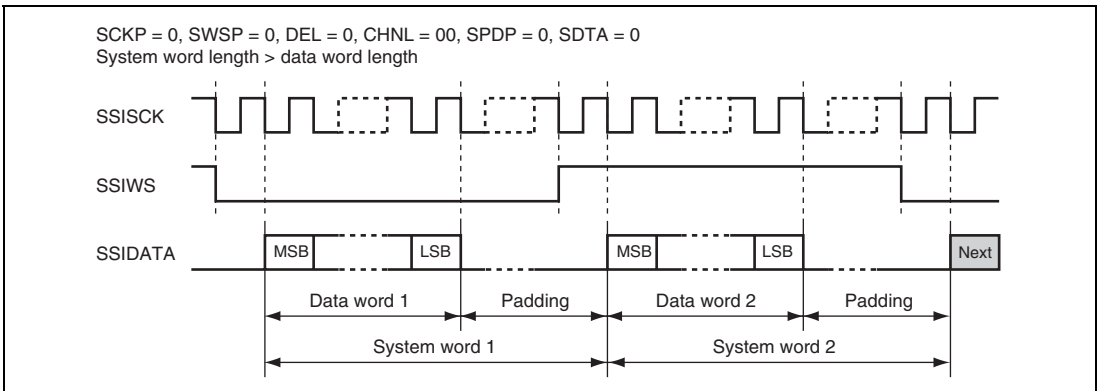 SCKP = 0, SWSP = 0, DEL = 0, CHNL = 00, SPDP = 0, SDTA = 0
System word length > data word length
SSISCK
SSIWS
SSIDATA
MSB
LSB
MSB
LSB
Next
Data word 1
Padding
Data word 2
Padding
System word 1
System word 2